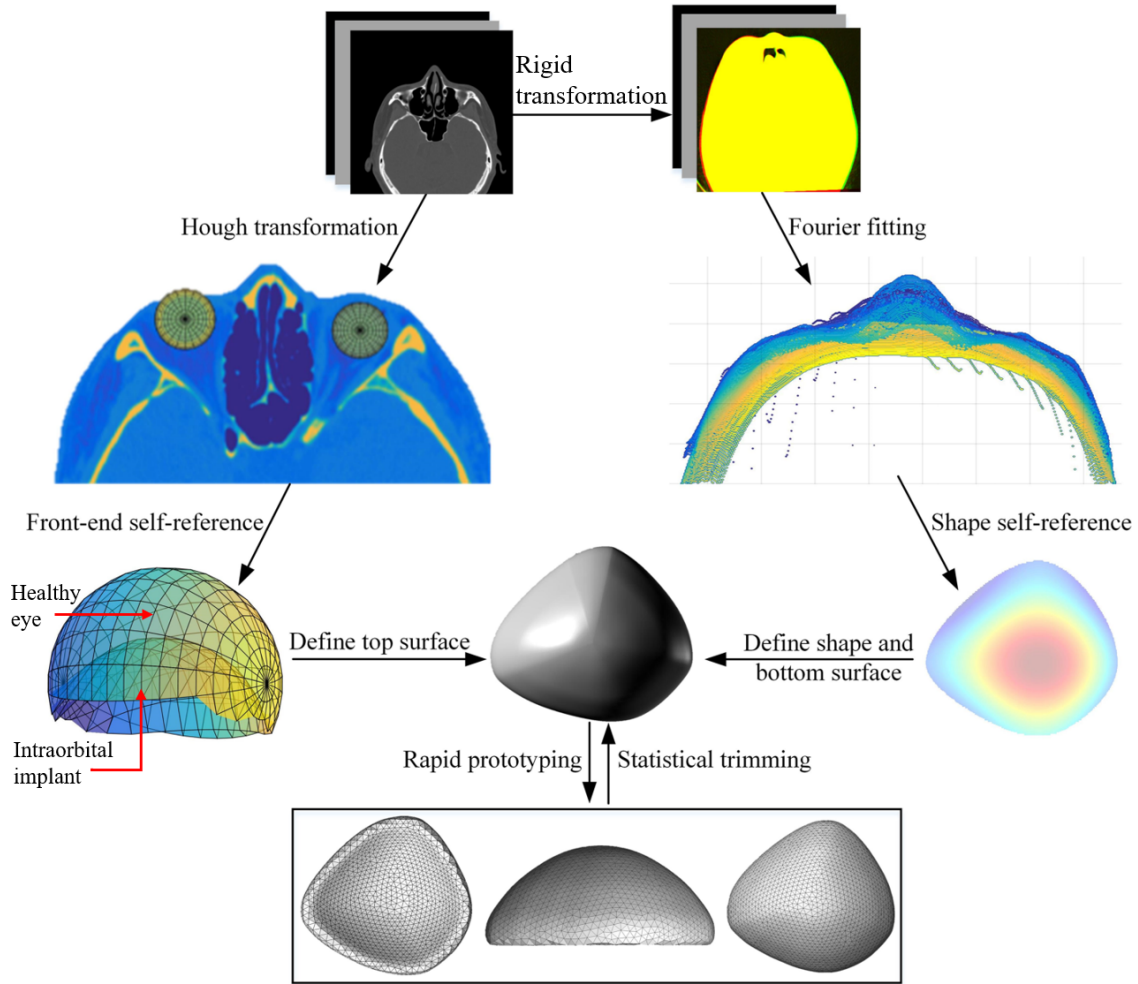 Rigid
transformation
Hough transformation
Fourier fitting
Front-end self-reference
Shape self-reference
Healthy
eye
Define top surface
Define shape and
bottom surface
Intraorbital
implant
Rapid prototyping
Statistical trimming